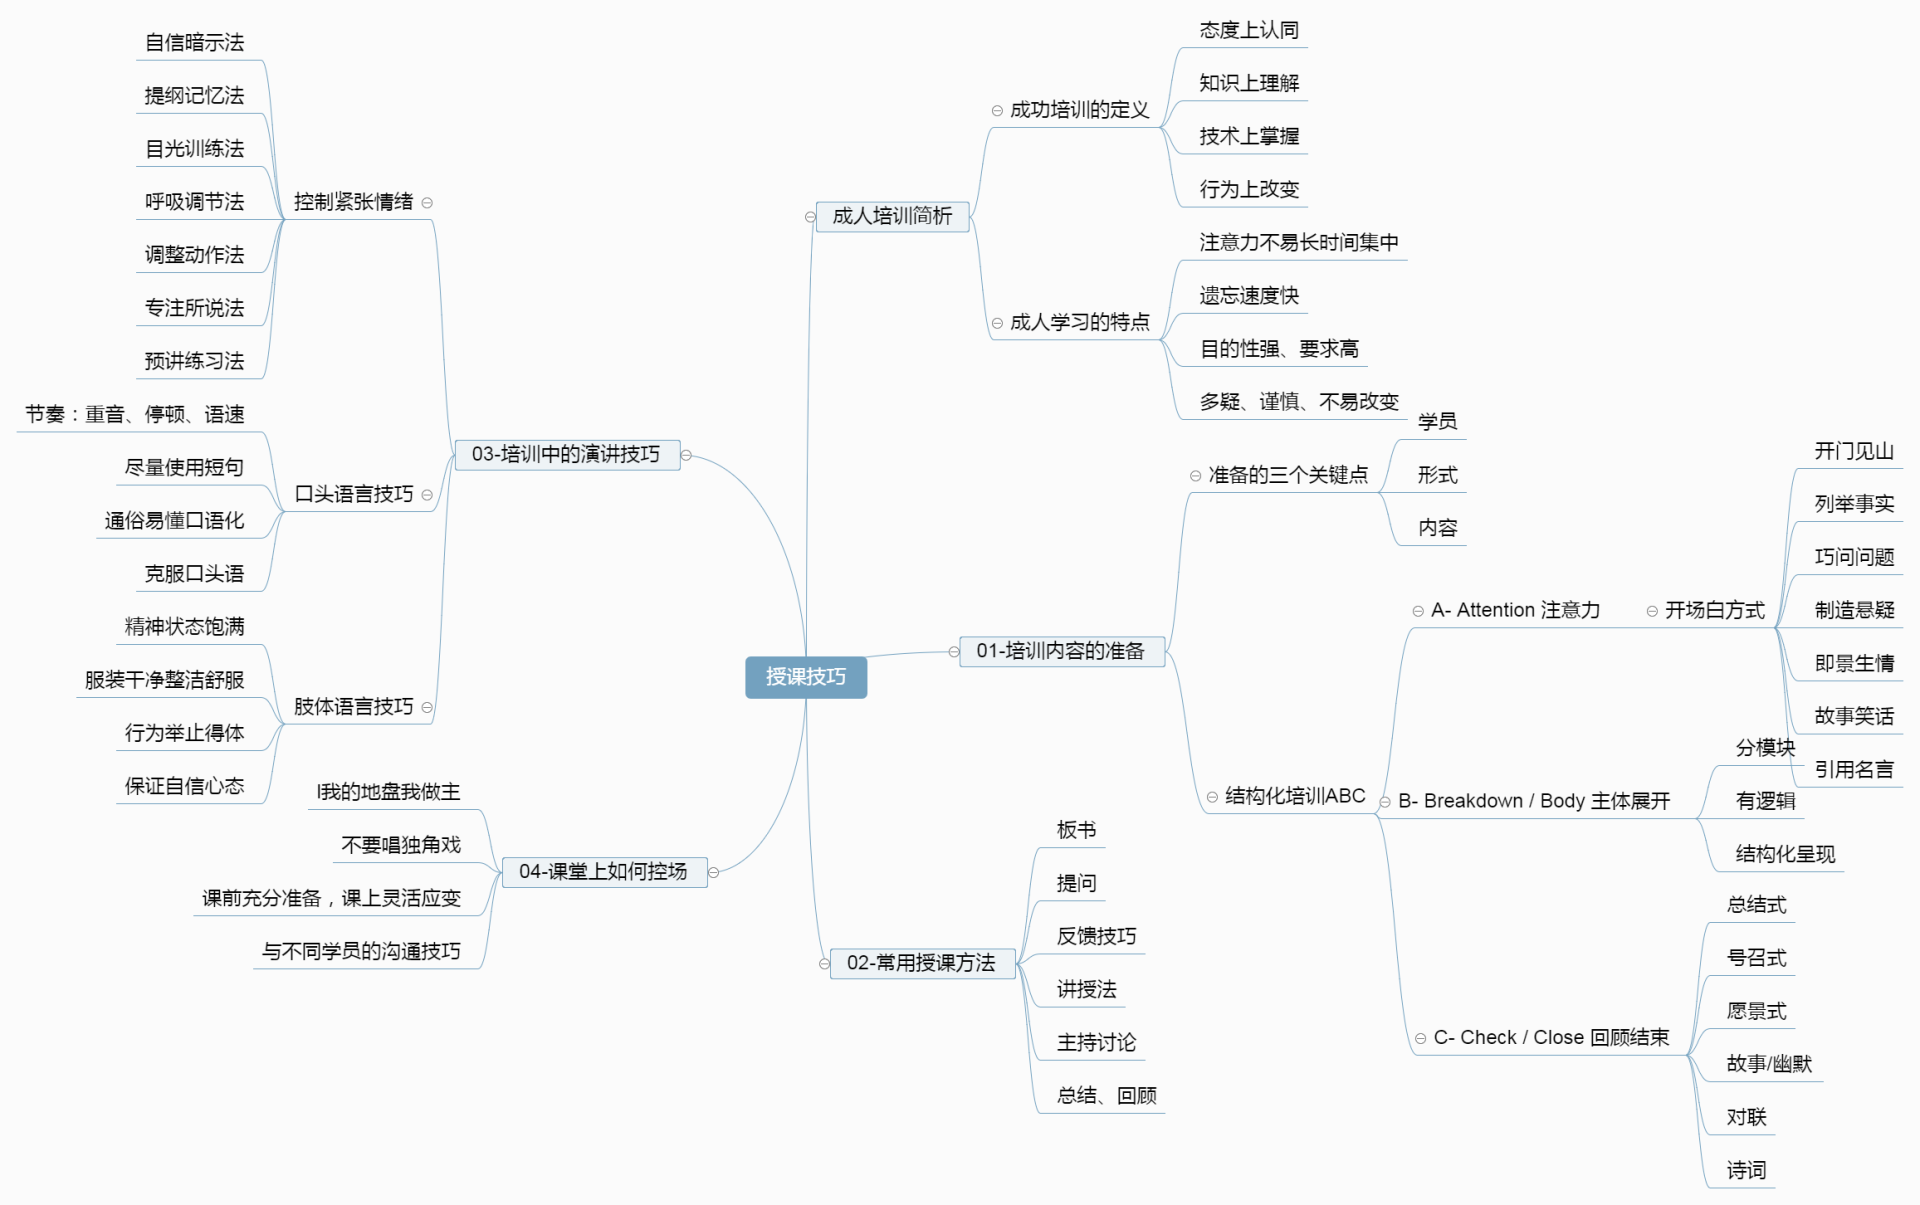 授课技巧
成人培训简析
成功培训的定义
态度上认同
知识上理解
技术上掌握
行为上改变
成人学习的特点
注意力不易长时间集中
遗忘速度快
目的性强、要求高
多疑、谨慎、不易改变
01-培训内容的准备
准备的三个关键点
学员
形式
内容
结构化培训ABC
A- Attention 注意力
开场白方式
开门见山
列举事实
巧问问题
制造悬疑
即景生情
故事笑话
引用名言
B- Breakdown / Body 主体展开
分模块
有逻辑
结构化呈现
C- Check / Close 回顾结束
总结式
号召式
愿景式
故事/幽默
对联
诗词
02-常用授课方法
板书
提问
反馈技巧
讲授法
主持讨论
总结、回顾
03-培训中的演讲技巧
控制紧张情绪
自信暗示法
提纲记忆法
目光训练法
呼吸调节法
调整动作法
专注所说法
预讲练习法
口头语言技巧
节奏：重音、停顿、语速
尽量使用短句
通俗易懂口语化
克服口头语
肢体语言技巧
精神状态饱满
服装干净整洁舒服
行为举止得体
保证自信心态
04-课堂上如何控场
l我的地盘我做主
不要唱独角戏
课前充分准备，课上灵活应变
与不同学员的沟通技巧